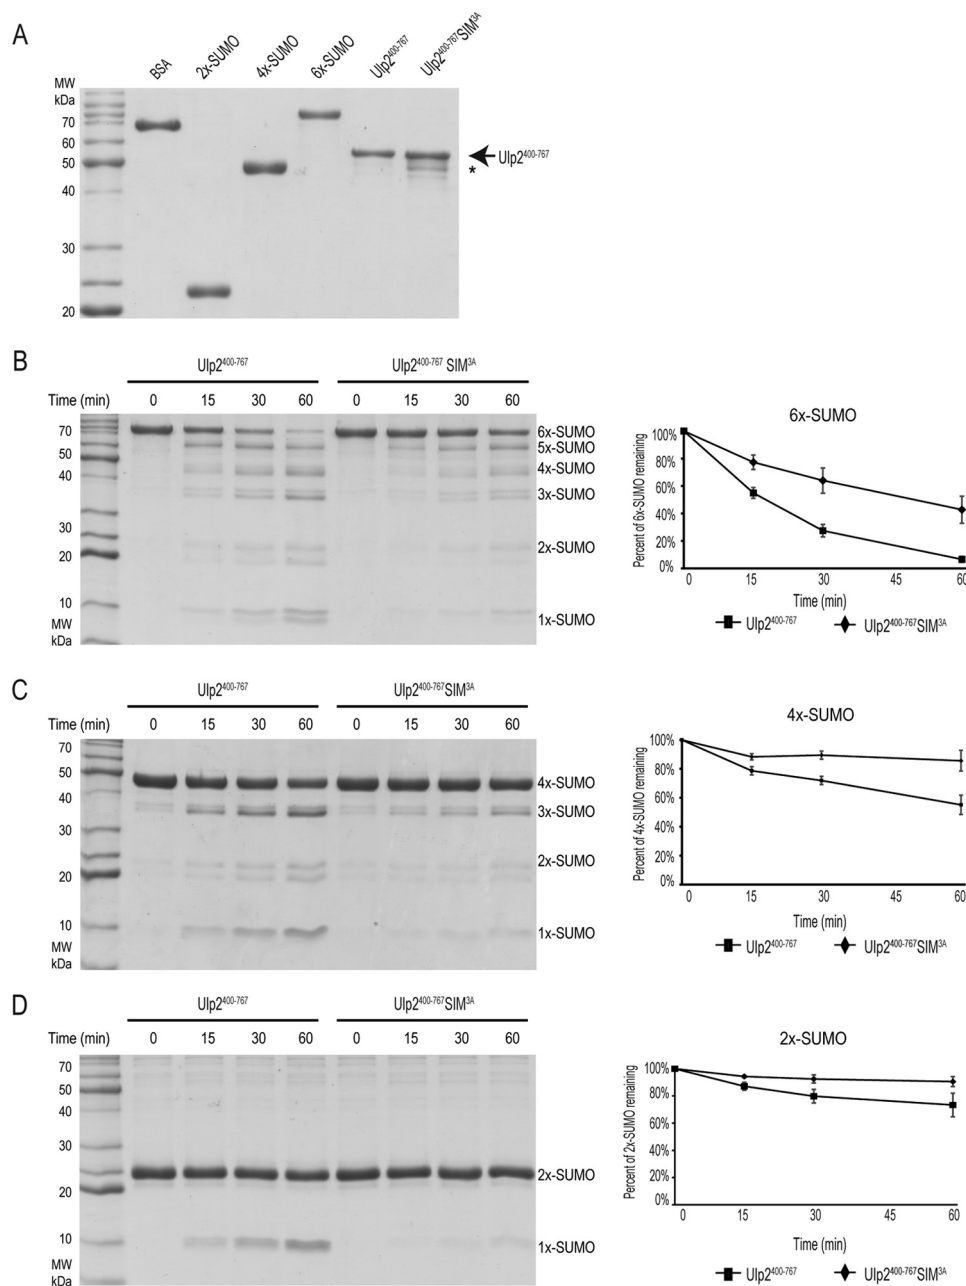 A
BSA 2x-SUMO 4x-SUMO 6x-SUMO Ulp2⁴⁰⁰⁻⁷⁶⁷ Ulp2⁴⁰⁰⁻⁷⁶⁷SIM³ᴬ
MW
kDa
70
60
50
40
30
20
Ulp2⁴⁰⁰⁻⁷⁶⁷
*
B
Ulp2⁴⁰⁰⁻⁷⁶⁷ Ulp2⁴⁰⁰⁻⁷⁶⁷ SIM³ᴬ
Time (min) 0 15 30 60 0 15 30 60
70
50
40
30
20
10
MW
kDa
6x-SUMO
5x-SUMO
4x-SUMO
3x-SUMO
2x-SUMO
1x-SUMO
6x-SUMO
Percent of 6x-SUMO remaining
100%
80%
60%
40%
20%
0%
0 15 30 45 60
Time (min)
Ulp2⁴⁰⁰⁻⁷⁶⁷ Ulp2⁴⁰⁰⁻⁷⁶⁷SIM³ᴬ
C
Ulp2⁴⁰⁰⁻⁷⁶⁷ Ulp2⁴⁰⁰⁻⁷⁶⁷SIM³ᴬ
Time (min) 0 15 30 60 0 15 30 60
70
50
40
30
20
10
MW
kDa
4x-SUMO
3x-SUMO
2x-SUMO
1x-SUMO
4x-SUMO
Percent of 4x-SUMO remaining
100%
80%
60%
40%
20%
0%
0 15 30 45 60
Time (min)
Ulp2⁴⁰⁰⁻⁷⁶⁷ Ulp2⁴⁰⁰⁻⁷⁶⁷SIM³ᴬ
D
Ulp2⁴⁰⁰⁻⁷⁶⁷ Ulp2⁴⁰⁰⁻⁷⁶⁷SIM³ᴬ
Time (min) 0 15 30 60 0 15 30 60
70
50
40
30
20
10
MW
kDa
2x-SUMO
1x-SUMO
2x-SUMO
Percent of 2x-SUMO remaining
100%
80%
60%
40%
20%
0%
0 15 30 45 60
Time (min)
Ulp2⁴⁰⁰⁻⁷⁶⁷ Ulp2⁴⁰⁰⁻⁷⁶⁷SIM³ᴬ